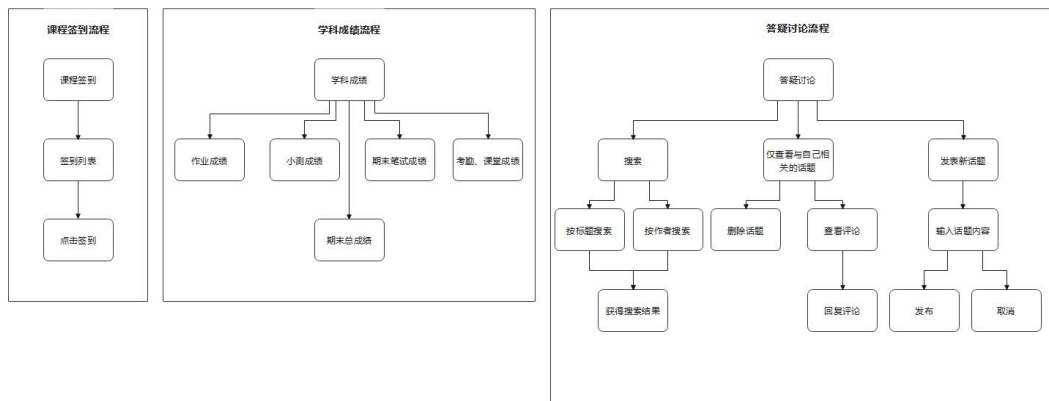 课程签到流程
课程签到
签到列表
点击签到
学科成绩流程
学科成绩
作业成绩
小测成绩
期末笔试成绩
考勤、课堂成绩
期末总成绩
答疑讨论流程
答疑讨论
搜索
仅查看与自己相
关的话题
发表新话题
按标题搜索
按作者搜索
删除话题
查看评论
输入话题内容
获得搜索结果
回复评论
发布
取消